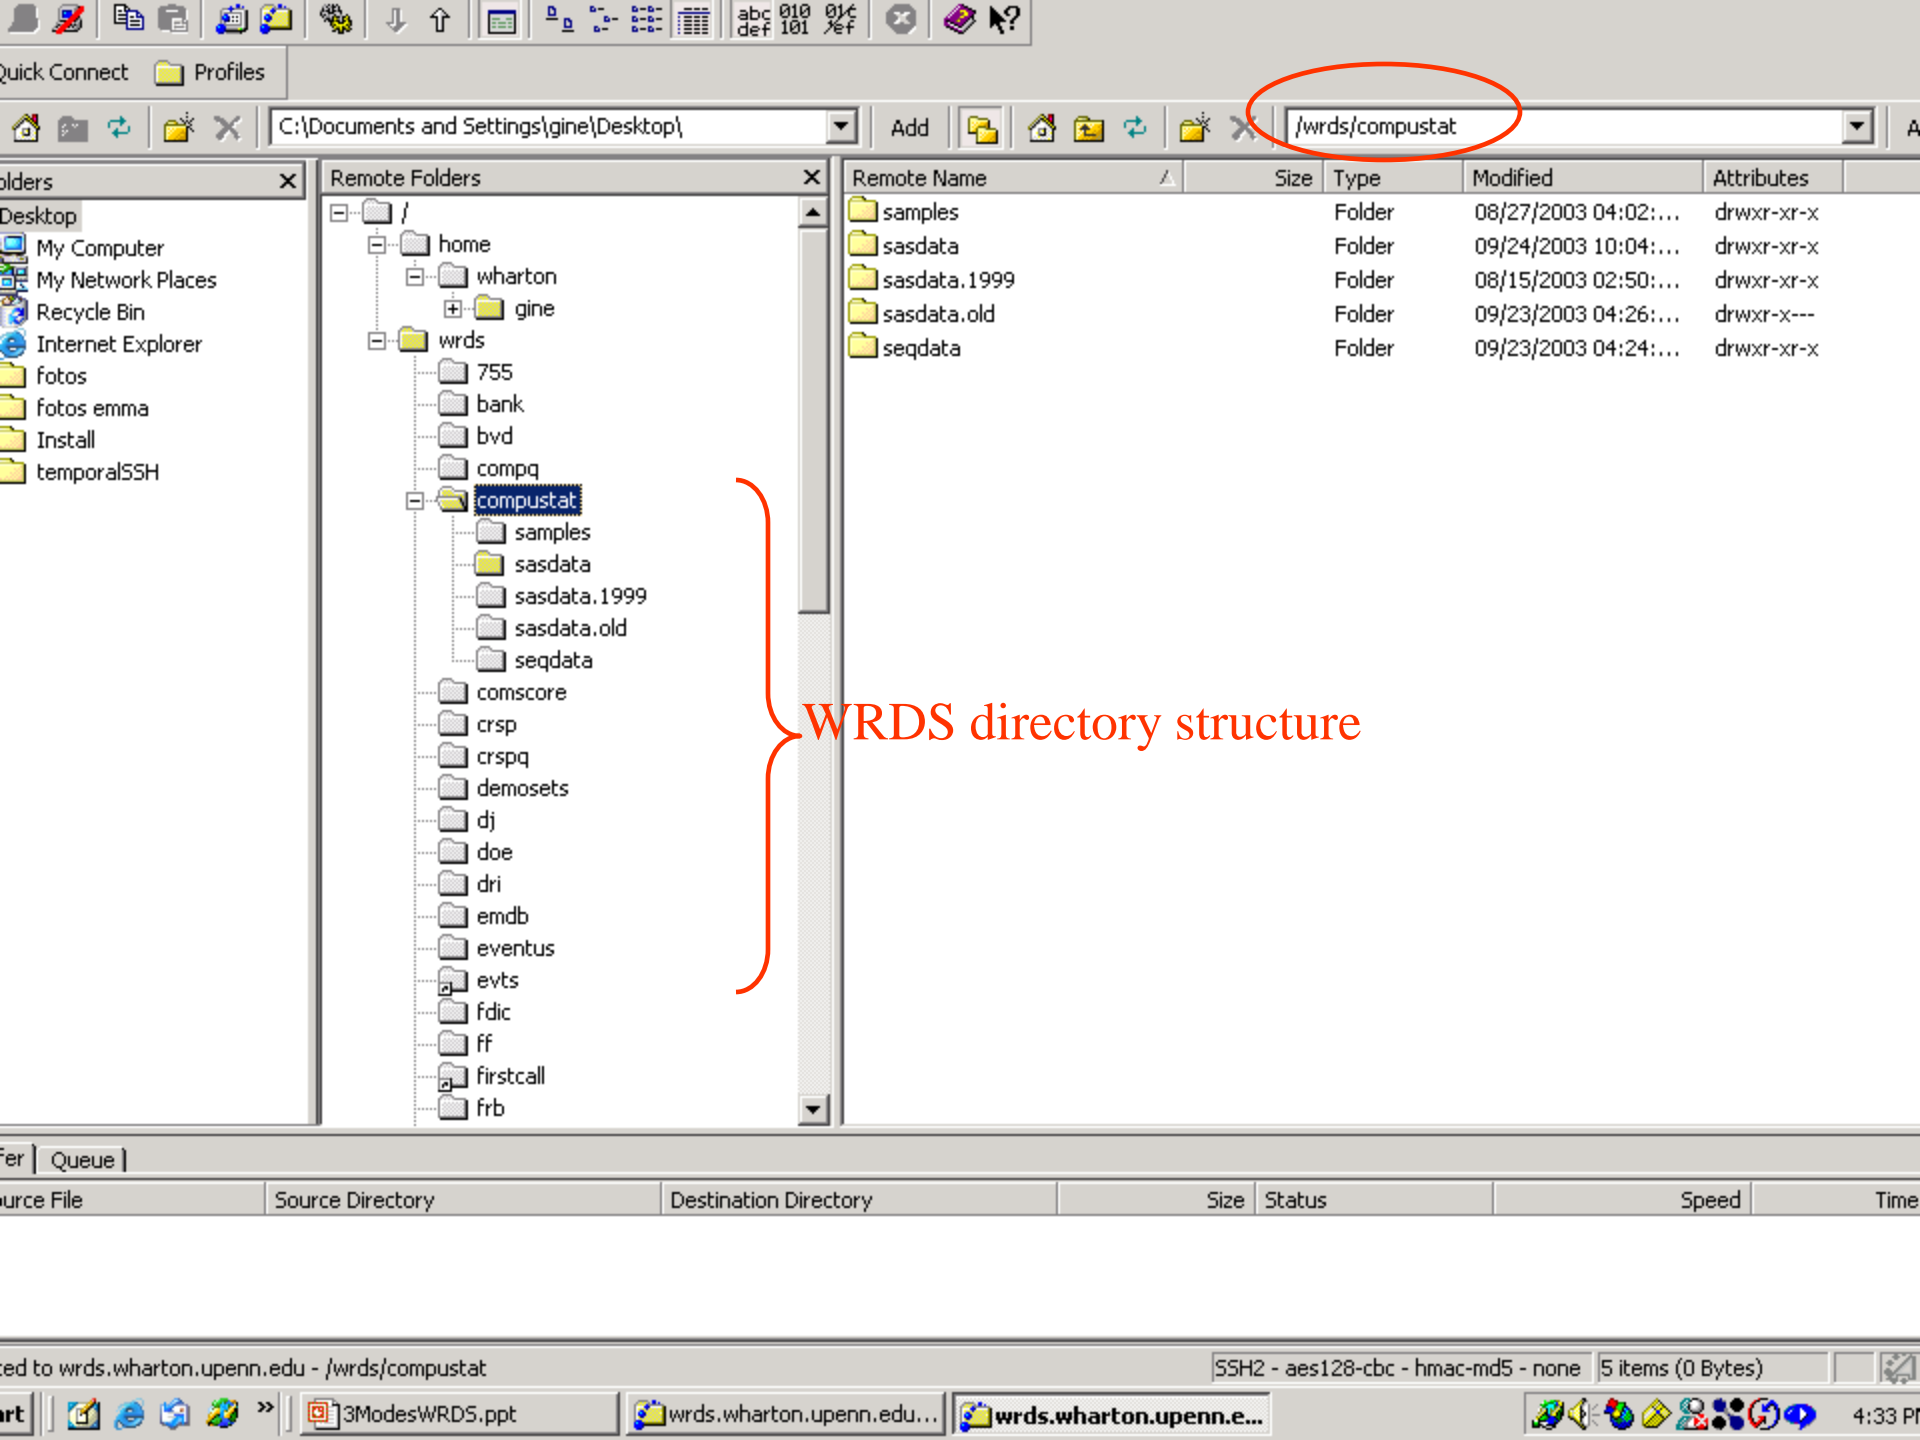 abc def 010 101
Quick Connect Profiles
C:\Documents and Settings\gine\Desktop\ Add /wrds/compustat
olders
Desktop
My Computer
My Network Places
Recycle Bin
Internet Explorer
fotos
fotos emma
Install
temporalSSH
Remote Folders
/
home
wharton
gine
wrds
755
bank
bvd
compq
compustat
samples
sasdata
sasdata.1999
sasdata.old
seqdata
comscore
crsp
crspq
demosets
dj
doe
dri
emdb
eventus
evts
fdic
ff
firstcall
frb
Remote Name Size Type Modified Attributes
samples Folder 08/27/2003 04:02:... drwxr-xr-x
sasdata Folder 09/24/2003 10:04:... drwxr-xr-x
sasdata.1999 Folder 08/15/2003 02:50:... drwxr-xr-x
sasdata.old Folder 09/23/2003 04:26:... drwxr-x---
seqdata Folder 09/23/2003 04:24:... drwxr-xr-x
WRDS directory structure
fer Queue
ource File Source Directory Destination Directory Size Status Speed Time
ted to wrds.wharton.upenn.edu - /wrds/compustat SSH2 - aes128-cbc - hmac-md5 - none 5 items (0 Bytes)
art » 3ModesWRDS.ppt wrds.wharton.upenn.edu... wrds.wharton.upenn.e... 4:33 P